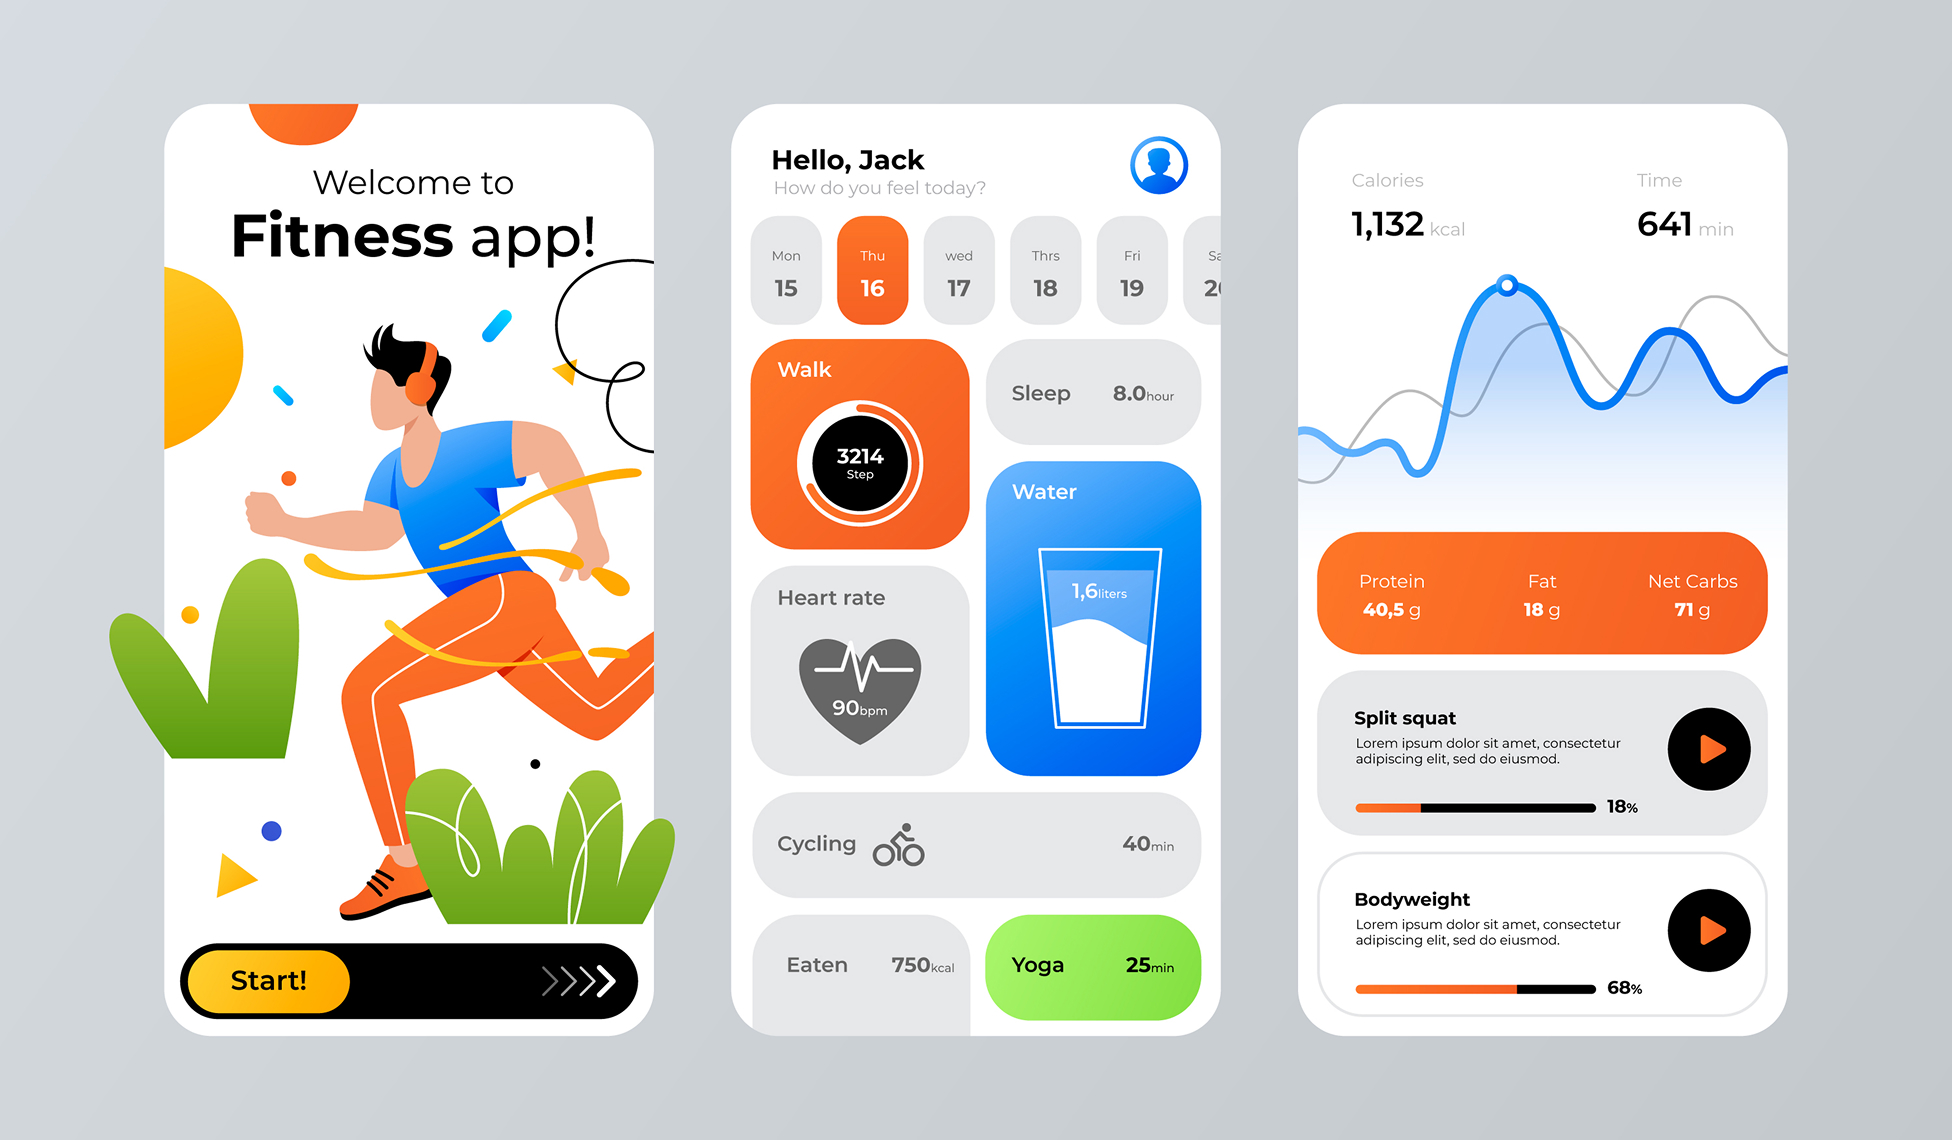 Welcome to
Fitness app!
Start!
Hello, Jack
How do you feel today?
Mon Thu wed Thrs Fri
15 16 17 18 19
Walk
3214
Step
Sleep 8.0hour
Water
1,6liters
Heart rate
90bpm
Cycling 40min
Eaten 750kcal
Yoga 25min
Calories Time
1,132 kcal 641 min
Protein Fat Net Carbs
40,5 g 18 g 71 g
Split squat
Lorem ipsum dolor sit amet, consectetur
adipiscing elit, sed do eiusmod.
18%
Bodyweight
Lorem ipsum dolor sit amet, consectetur
adipiscing elit, sed do eiusmod.
68%